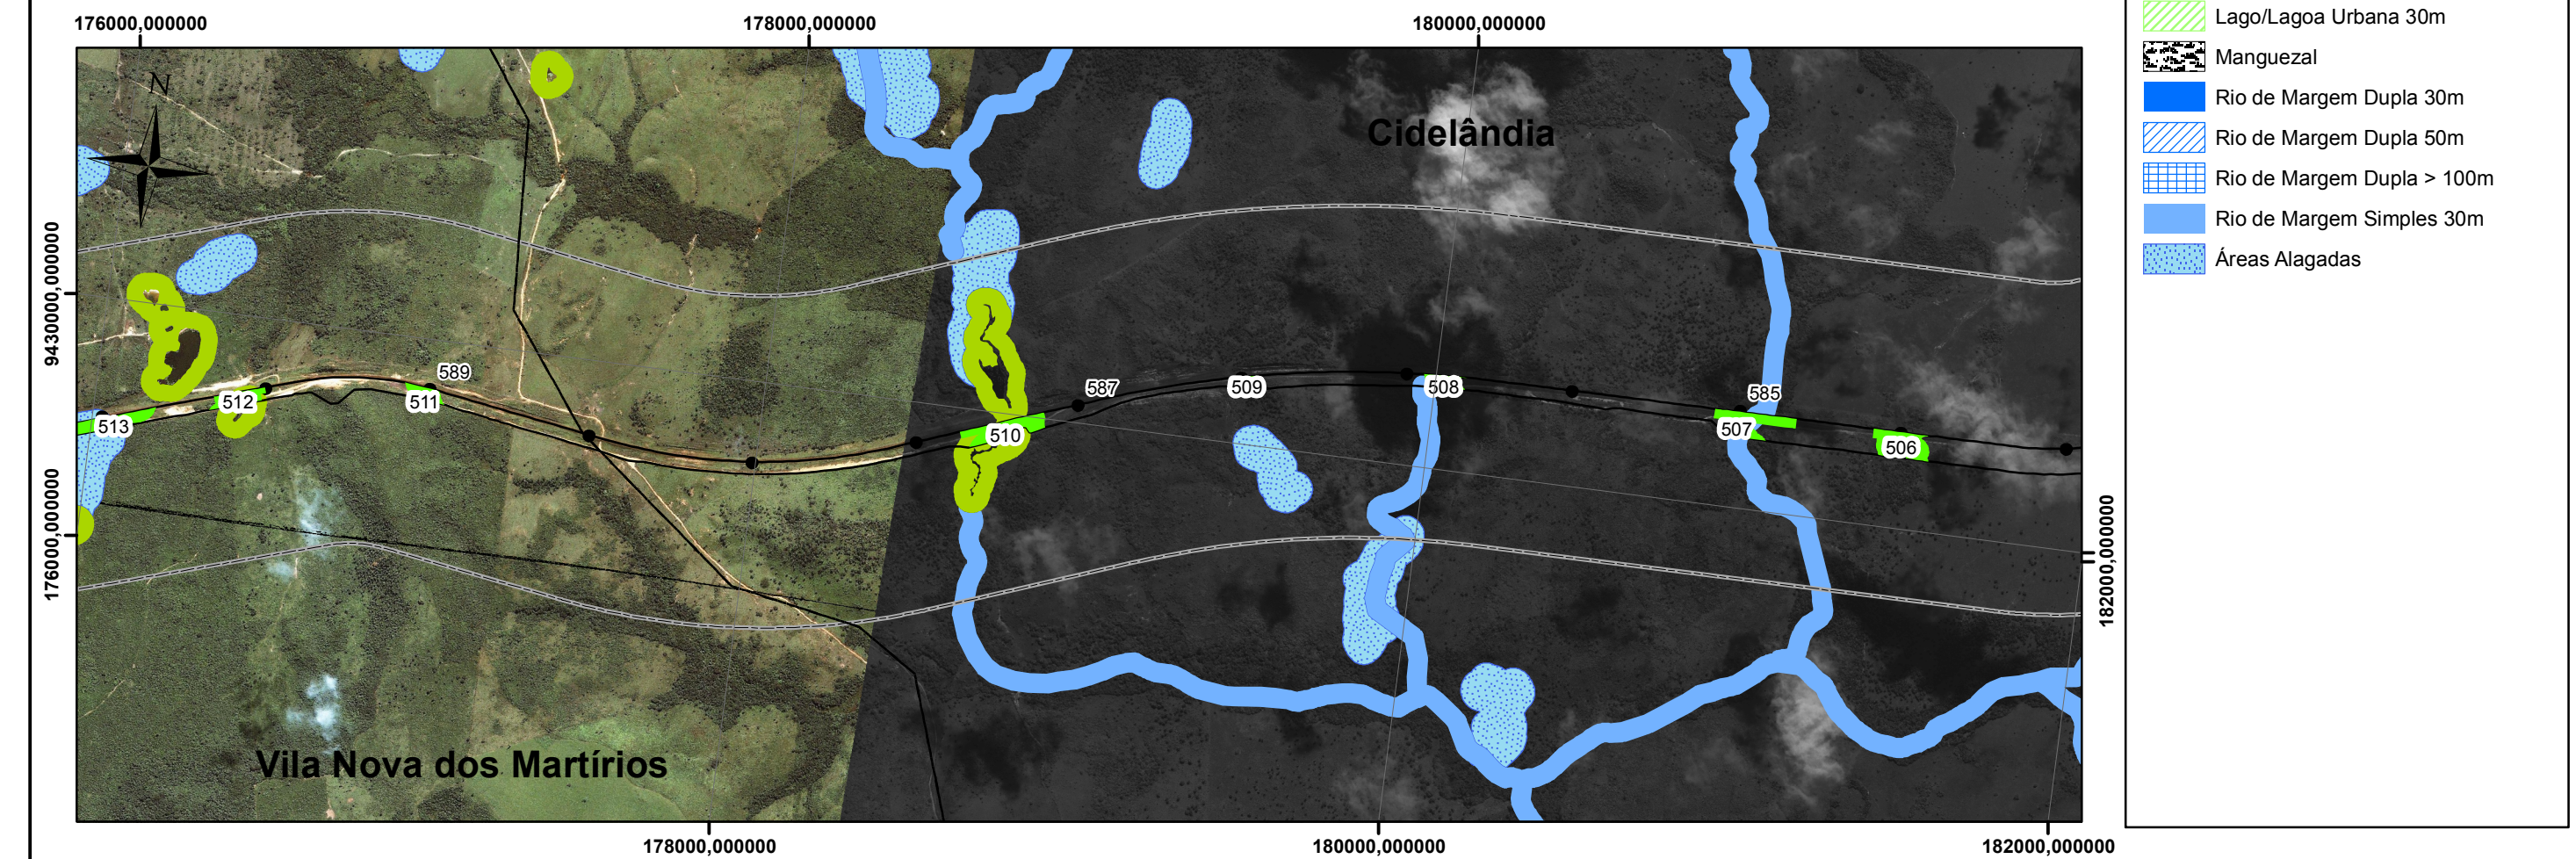 176000,000000
178000,000000
180000,000000
Lago/Lagoa Urbana 30m
Manguezal
Rio de Margem Dupla 30m
Rio de Margem Dupla 50m
Rio de Margem Dupla > 100m
Rio de Margem Simples 30m
Áreas Alagadas
N
Cidelândia
9430000,000000
589
587
509
508
585
512
511
513
510
507
506
176000,000000
182000,000000
Vila Nova dos Martírios
178000,000000
180000,000000
182000,000000